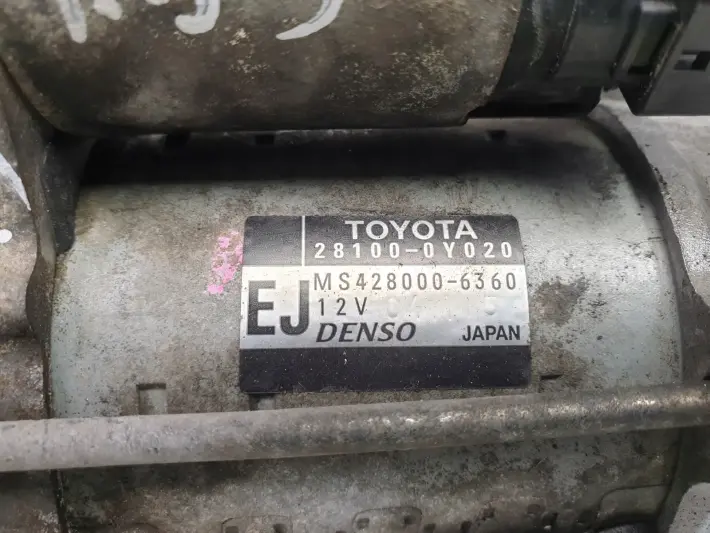 TOYOTA
28100-0Y020
EJ
MS428000-6360
12V
DENSO JAPAN